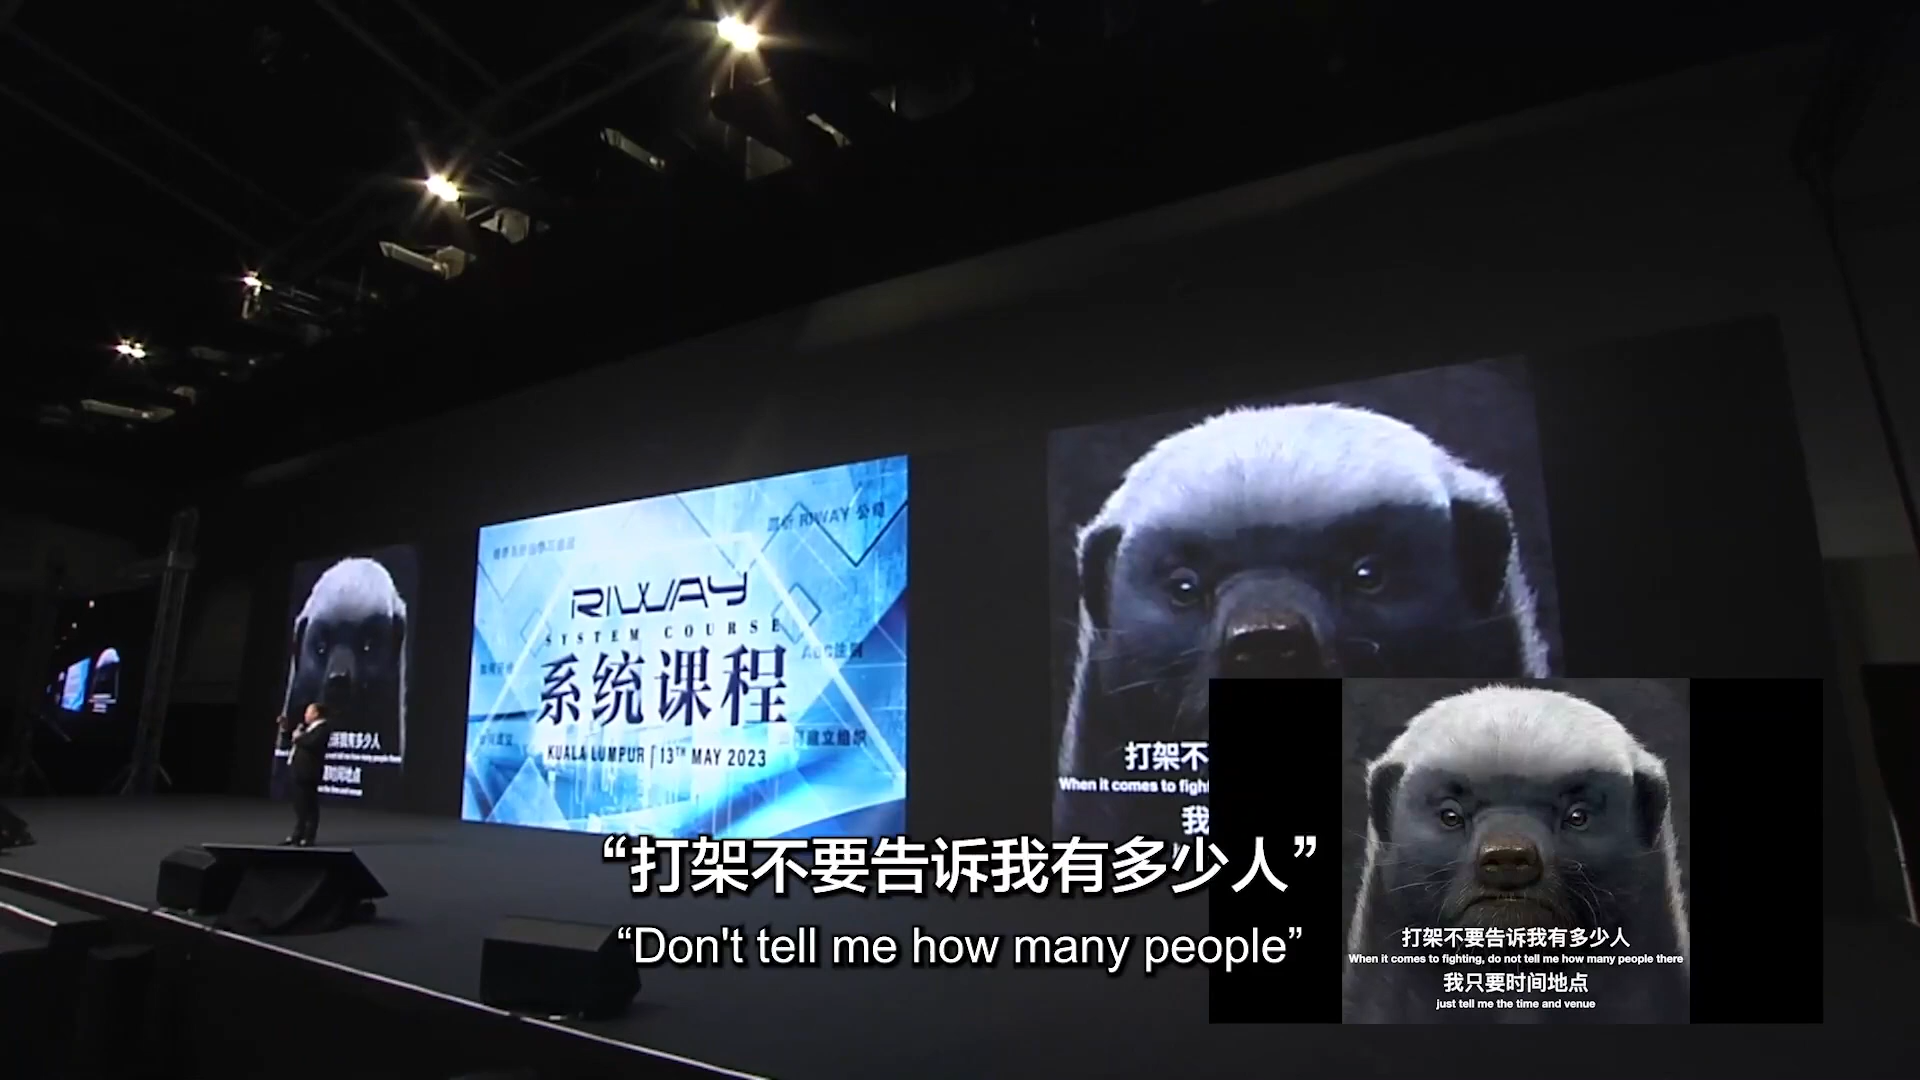 RIWAY 公司
RIWAY
SYSTEM COURSE
系统课程
KUALA LUMPUR | 13TH MAY 2023
打架不
When it comes to figh
我
“打架不要告诉我有多少人”
“Don't tell me how many people”
打架不要告诉我有多少人
When it comes to fighting, do not tell me how many people there
我只要时间地点
just tell me the time and venue